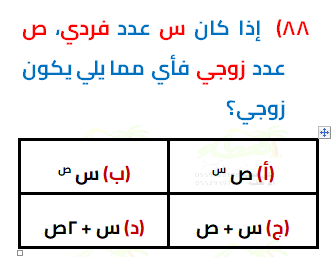 ٨٨) إذا كان س عدد فردي، ص
عدد زوجي فأي مما يلي يكون
زوجي؟
(أ) ص س
(ب) س ص
(ج) س + ص
(د) س + ٢ص